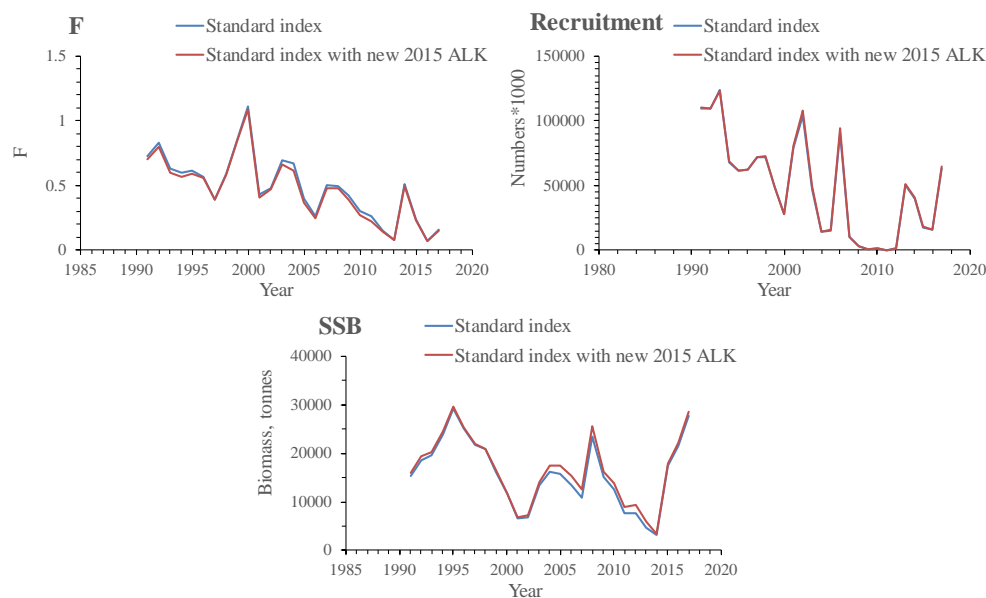 F
Standard index
Standard index with new 2015 ALK
1.5
1
0.5
0
F
1985 1990 1995 2000 2005 2010 2015 2020
Year
Recruitment
Standard index
Standard index with new 2015 ALK
150000
100000
50000
0
Numbers*1000
1980 1990 2000 2010 2020
Year
SSB
Standard index
Standard index with new 2015 ALK
40000
30000
20000
10000
0
Biomass, tonnes
1985 1990 1995 2000 2005 2010 2015 2020
Year